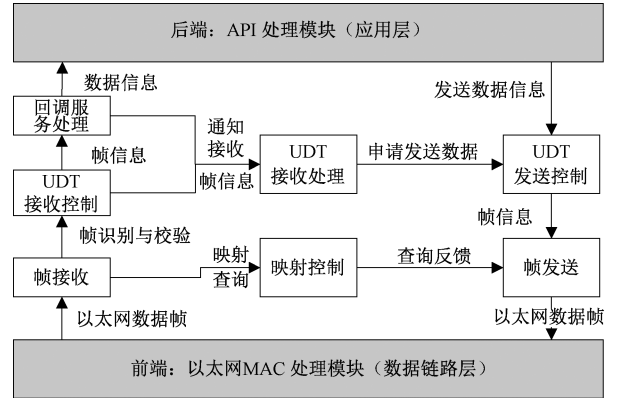 后端：API 处理模块（应用层）
数据信息
发送数据信息
回调服
务处理
通知
接收
帧信息
UDT
接收处理
申请发送数据
UDT
发送控制
UDT
接收控制
帧信息
帧信息
帧识别与校验
帧接收
映射
查询
映射控制
查询反馈
帧发送
以太网数据帧
以太网数据帧
前端：以太网MAC 处理模块（数据链路层）